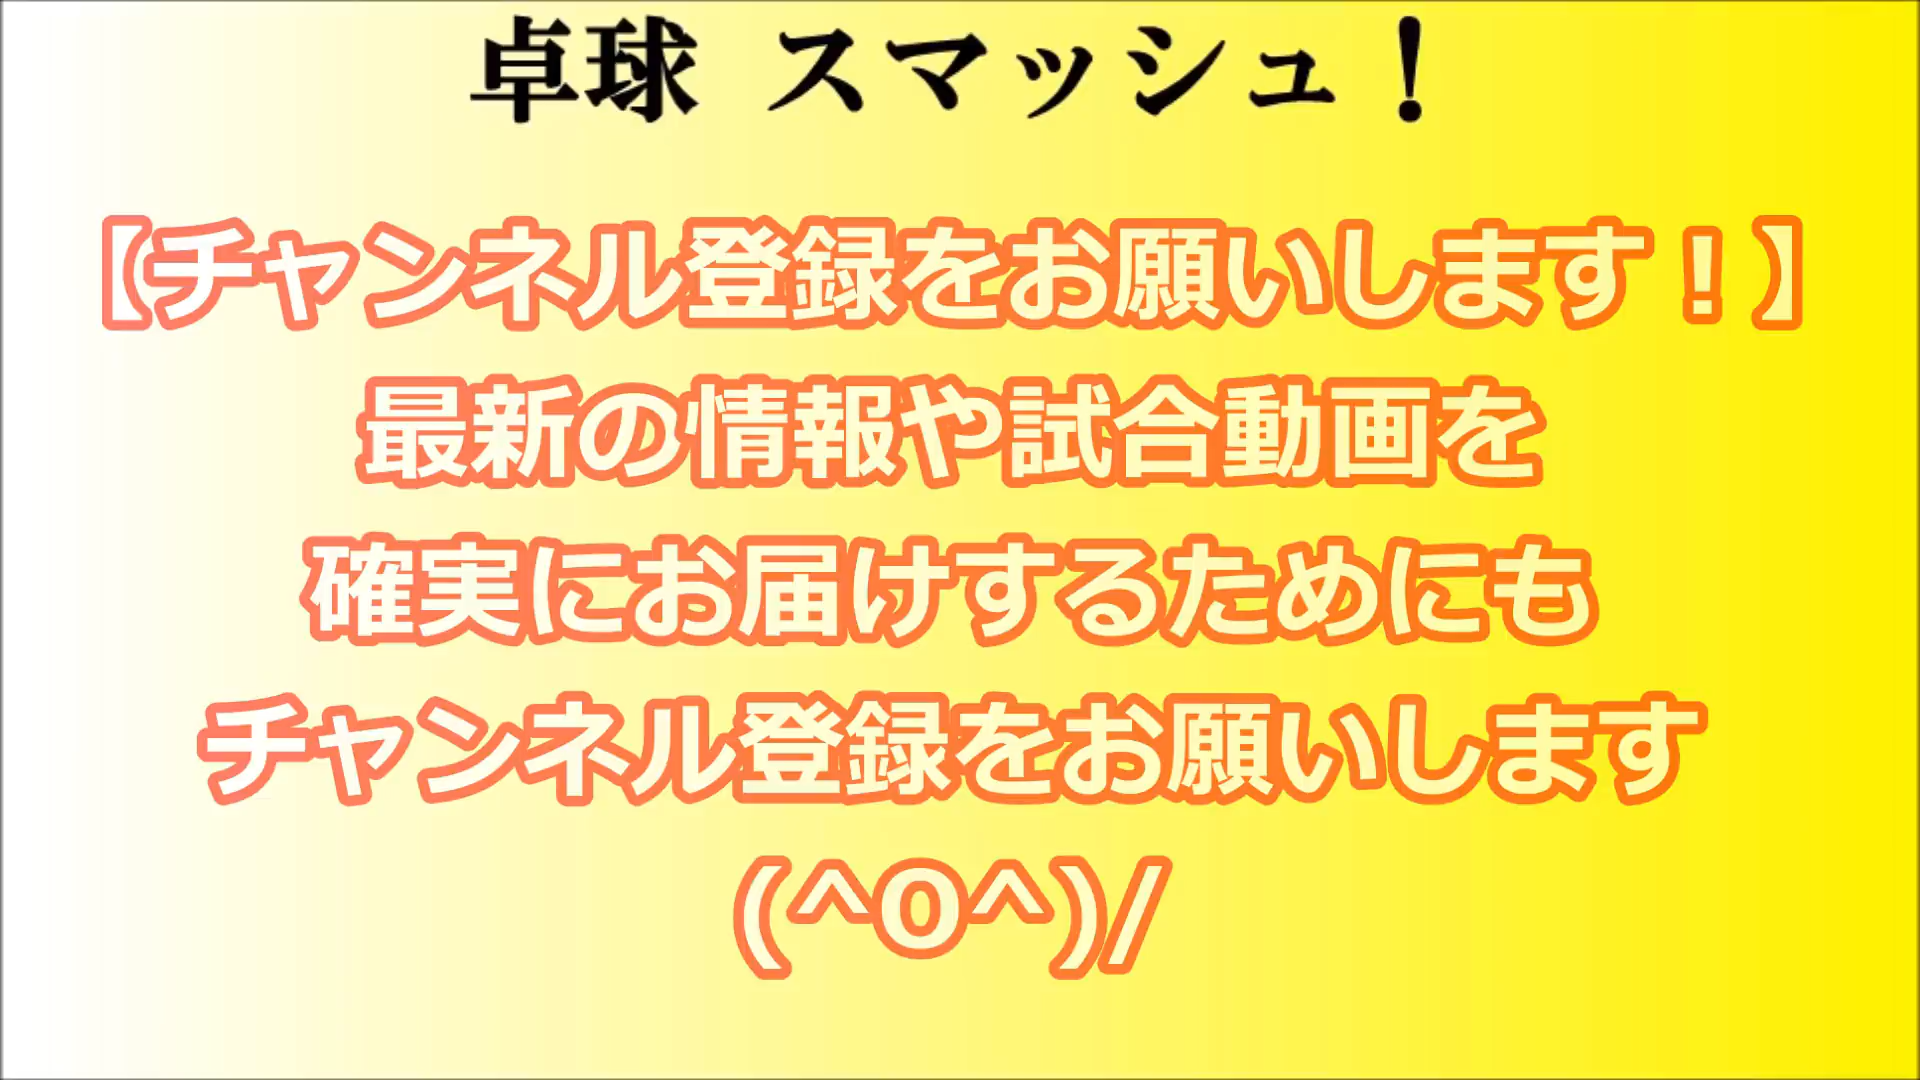 卓球 スマッシュ！
【チャンネル登録をお願いします！】
最新の情報や試合動画を
確実にお届けするためにも
チャンネル登録をお願いします
(^O^)/